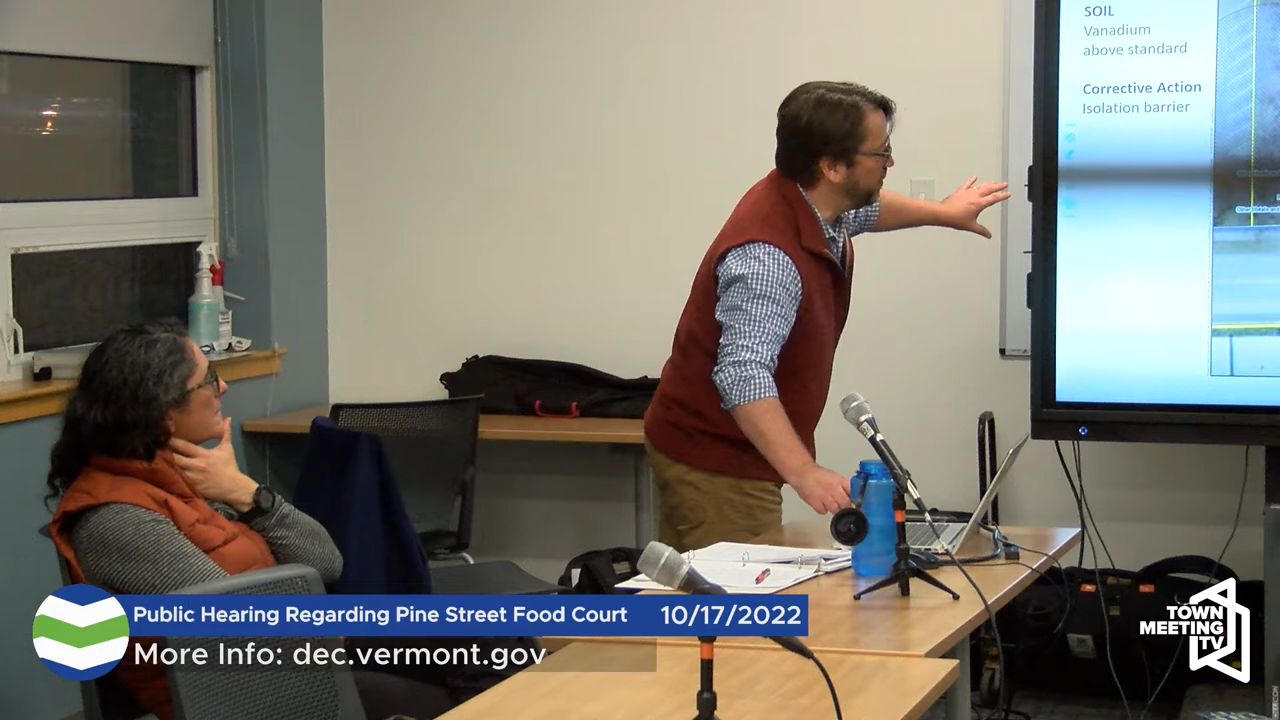 SOIL
Vanadium
above standard
Corrective Action
Isolation barrier
Public Hearing Regarding Pine Street Food Court 10/17/2022
More Info: dec.vermont.gov
TOWN
MEETING
TV